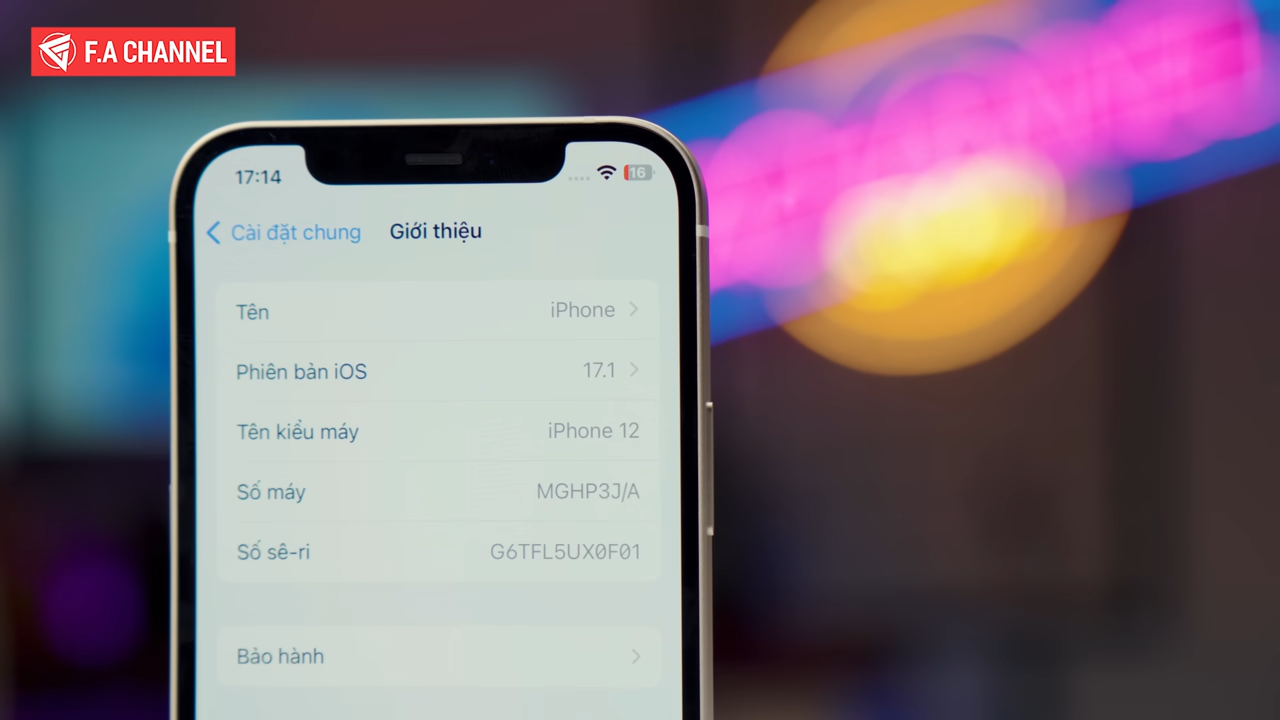 F.A CHANNEL
17:14
16
Cài đặt chung Giới thiệu
Tên iPhone
Phiên bản iOS 17.1
Tên kiểu máy iPhone 12
Số máy MGHP3J/A
Số sê-ri G6TFL5UX0F01
Bảo hành